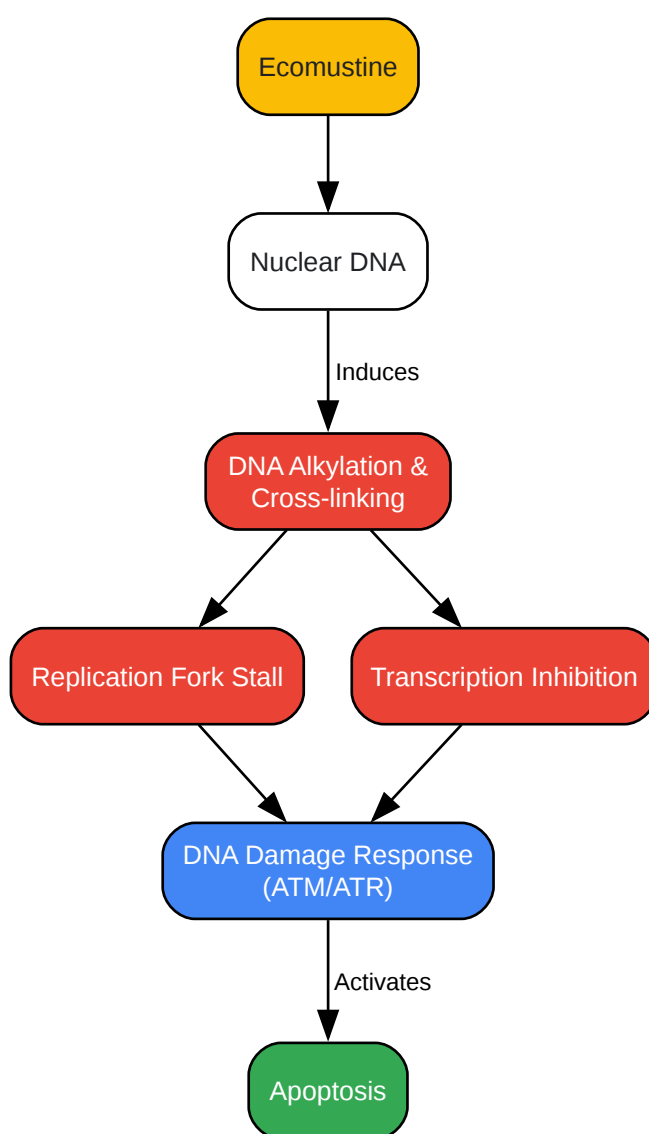 Ecomustine
Nuclear DNA
Induces
DNA Alkylation &
Cross-linking
Replication Fork Stall
Transcription Inhibition
DNA Damage Response
(ATM/ATR)
Activates
Apoptosis